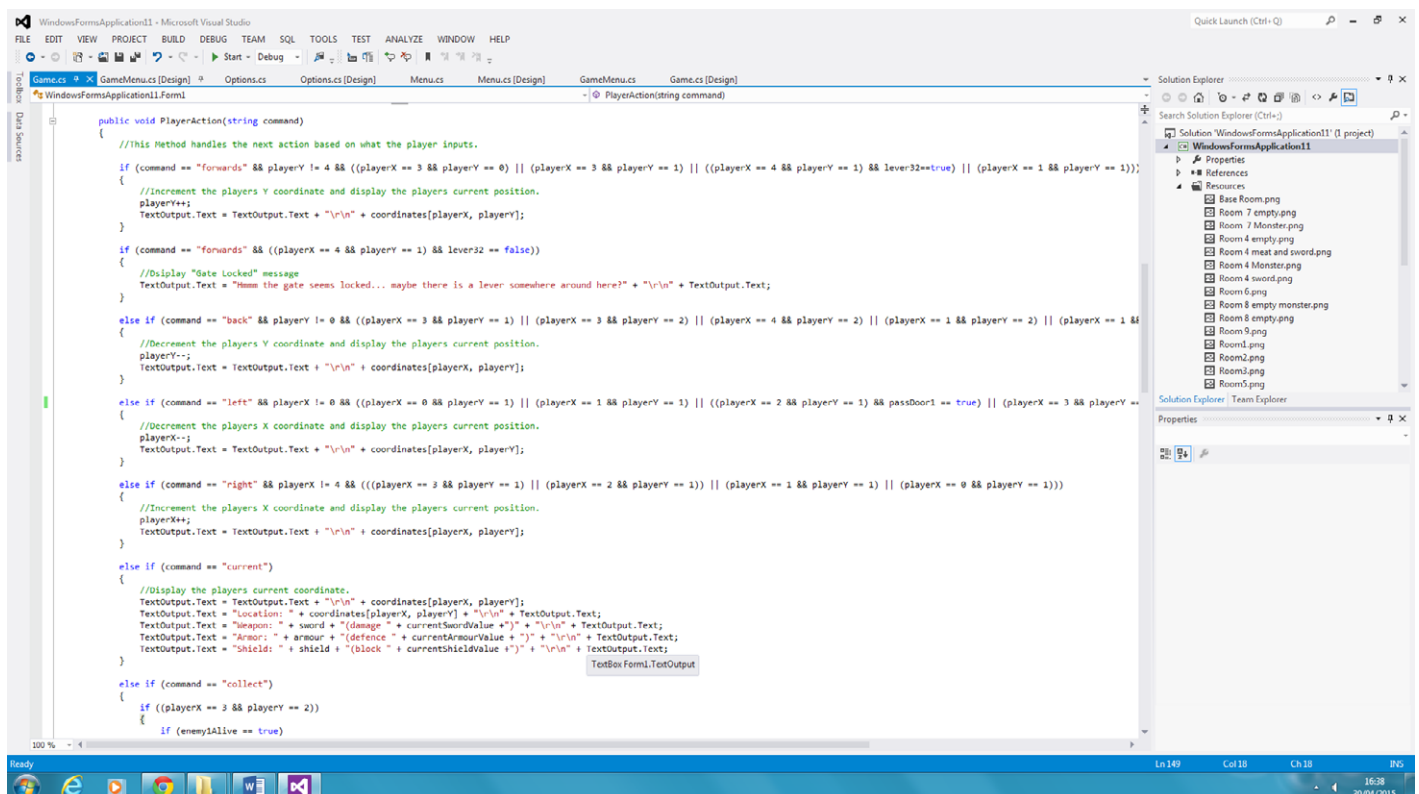 WindowsFormsApplication11 - Microsoft Visual Studio
Quick Launch (Ctrl+Q)
FILE EDIT VIEW PROJECT BUILD DEBUG TEAM SQL TOOLS TEST ANALYZE WINDOW HELP
Start - Debug
Game.cs GameMenu.cs [Design] Options.cs Options.cs [Design] Menu.cs Menu.cs [Design] GameMenu.cs Game.cs [Design]
WindowsFormsApplication11.Form1 PlayerAction(string command)
Toolbox
Data Sources
public void PlayerAction(string command)
{
//This Method handles the next action based on what the player inputs.
if (command == "forwards" && playerY != 4 && ((playerX == 3 && playerY == 0) || (playerX == 3 && playerY == 1) || ((playerX == 4 && playerY == 1) && lever32==true) || (playerX == 1 && playerY == 1)))
{
//Increment the players Y coordinate and display the players current position.
playerY++;
TextOutput.Text = TextOutput.Text + "\r\n" + coordinates[playerX, playerY];
}
if (command == "forwards" && ((playerX == 4 && playerY == 1) && lever32 == false))
{
//Dsiplay "Gate Locked" message
TextOutput.Text = "Hmmm the gate seems locked... maybe there is a lever somewhere around here?" + "\r\n" + TextOutput.Text;
}
else if (command == "back" && playerY != 0 && ((playerX == 3 && playerY == 1) || (playerX == 3 && playerY == 2) || (playerX == 4 && playerY == 2) || (playerX == 1 && playerY == 2) || (playerX == 1 &&
{
//Decrement the players Y coordinate and display the players current position.
playerY--;
TextOutput.Text = TextOutput.Text + "\r\n" + coordinates[playerX, playerY];
}
else if (command == "left" && playerX != 0 && ((playerX == 0 && playerY == 1) || (playerX == 1 && playerY == 1) || ((playerX == 2 && playerY == 1) && passDoor1 == true) || (playerX == 3 && playerY ==
{
//Decrement the players X coordinate and display the players current position.
playerX--;
TextOutput.Text = TextOutput.Text + "\r\n" + coordinates[playerX, playerY];
}
else if (command == "right" && playerX != 4 && (((playerX == 3 && playerY == 1) || (playerX == 2 && playerY == 1)) || (playerX == 1 && playerY == 1) || (playerX == 0 && playerY == 1)))
{
//Increment the players X coordinate and display the players current position.
playerX++;
TextOutput.Text = TextOutput.Text + "\r\n" + coordinates[playerX, playerY];
}
else if (command == "current")
{
//Display the players current coordinate.
TextOutput.Text = TextOutput.Text + "\r\n" + coordinates[playerX, playerY];
TextOutput.Text = "Location: " + coordinates[playerX, playerY] + "\r\n" + TextOutput.Text;
TextOutput.Text = "Weapon: " + sword + "(damage " + currentSwordValue +")" + "\r\n" + TextOutput.Text;
TextOutput.Text = "Armor: " + armour + "(defence " + currentArmourValue + ")" + "\r\n" + TextOutput.Text;
TextOutput.Text = "Shield: " + shield + "(block " + currentShieldValue +")" + "\r\n" + TextOutput.Text;
}
TextBox Form1.TextOutput
else if (command == "collect")
{
if ((playerX == 3 && playerY == 2))
{
if (enemy1Alive == true)
100 %
Solution Explorer
Search Solution Explorer (Ctrl+;)
Solution 'WindowsFormsApplication11' (1 project)
WindowsFormsApplication11
Properties
References
Resources
Base Room.png
Room 7 empty.png
Room 7 Monster.png
Room 4 empty.png
Room 4 meat and sword.png
Room 4 Monster.png
Room 4 sword.png
Room 6.png
Room 8 empty monster.png
Room 8 empty.png
Room 9.png
Room1.png
Room2.png
Room3.png
Room5.png
Solution Explorer Team Explorer
Properties
Ready
Ln 149 Col 18 Ch 18 INS
16:38
30/04/2015